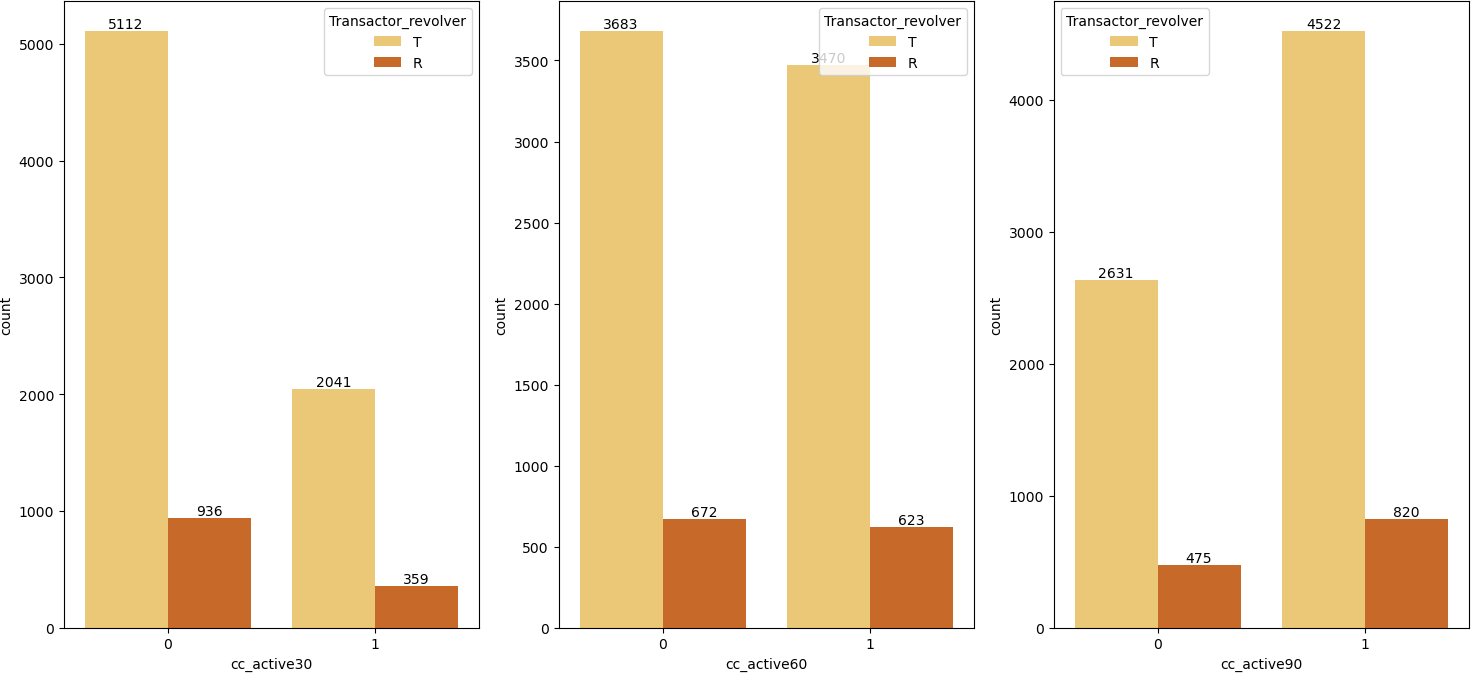 5112
936
2041
359
0
1000
2000
3000
4000
5000
count
0
1
cc_active30
Transactor_revolver
T
R
3683
672
3470
623
0
500
1000
1500
2000
2500
3000
3500
count
0
1
cc_active60
Transactor_revolver
T
R
2631
475
4522
820
0
1000
2000
3000
4000
count
0
1
cc_active90
Transactor_revolver
T
R